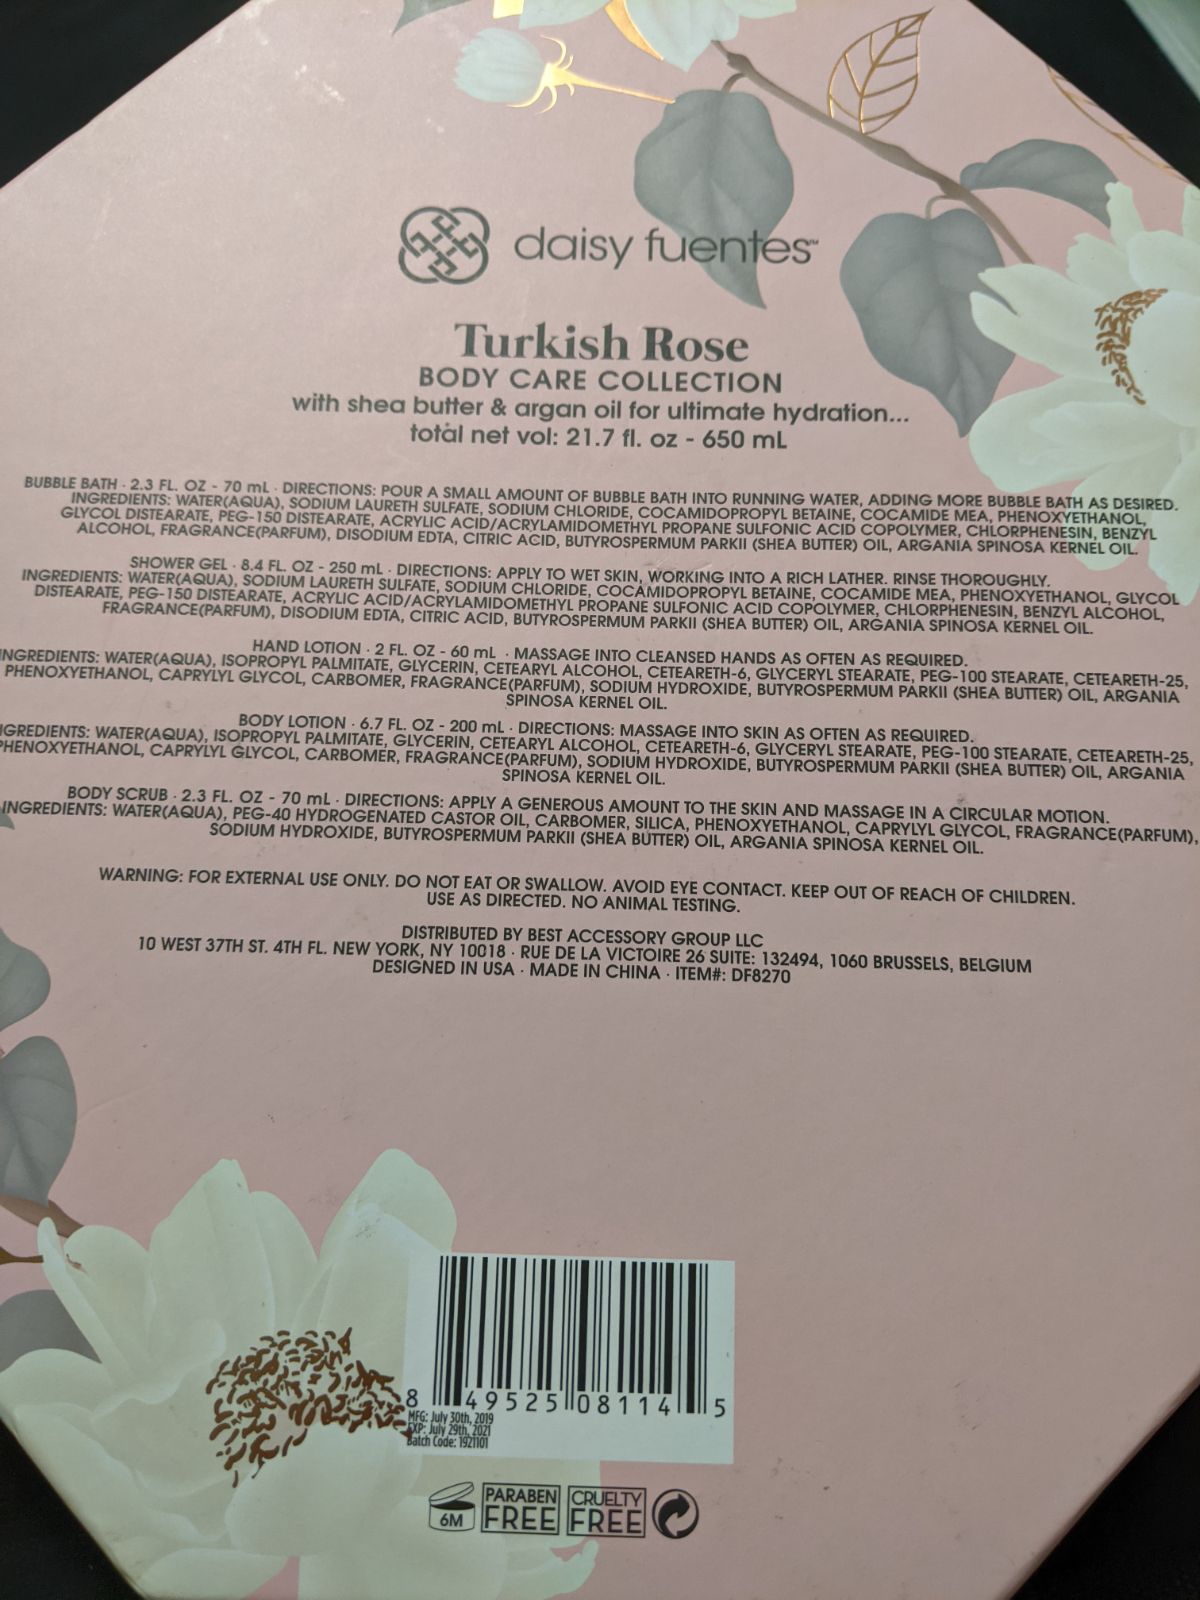 daisy fuentes™
Turkish Rose
BODY CARE COLLECTION
with shea butter & argan oil for ultimate hydration...
total net vol: 21.7 fl. oz - 650 mL
BUBBLE BATH · 2.3 FL. OZ - 70 mL · DIRECTIONS: POUR A SMALL AMOUNT OF BUBBLE BATH INTO RUNNING WATER, ADDING MORE BUBBLE BATH AS DESIRED.
INGREDIENTS: WATER(AQUA), SODIUM LAURETH SULFATE, SODIUM CHLORIDE, COCAMIDOPROPYL BETAINE, COCAMIDE MEA, PHENOXYETHANOL,
GLYCOL DISTEARATE, PEG-150 DISTEARATE, ACRYLIC ACID/ACRYLAMIDOMETHYL PROPANE SULFONIC ACID COPOLYMER, CHLORPHENESIN, BENZYL
ALCOHOL, FRAGRANCE(PARFUM), DISODIUM EDTA, CITRIC ACID, BUTYROSPERMUM PARKII (SHEA BUTTER) OIL, ARGANIA SPINOSA KERNEL OIL.
SHOWER GEL · 8.4 FL. OZ - 250 mL · DIRECTIONS: APPLY TO WET SKIN, WORKING INTO A RICH LATHER. RINSE THOROUGHLY.
INGREDIENTS: WATER(AQUA), SODIUM LAURETH SULFATE, SODIUM CHLORIDE, COCAMIDOPROPYL BETAINE, COCAMIDE MEA, PHENOXYETHANOL, GLYCOL
DISTEARATE, PEG-150 DISTEARATE, ACRYLIC ACID/ACRYLAMIDOMETHYL PROPANE SULFONIC ACID COPOLYMER, CHLORPHENESIN, BENZYL ALCOHOL,
FRAGRANCE(PARFUM), DISODIUM EDTA, CITRIC ACID, BUTYROSPERMUM PARKII (SHEA BUTTER) OIL, ARGANIA SPINOSA KERNEL OIL.
HAND LOTION · 2 FL. OZ - 60 mL · MASSAGE INTO CLEANSED HANDS AS OFTEN AS REQUIRED.
INGREDIENTS: WATER(AQUA), ISOPROPYL PALMITATE, GLYCERIN, CETEARYL ALCOHOL, CETEARETH-6, GLYCERYL STEARATE, PEG-100 STEARATE, CETEARETH-25,
PHENOXYETHANOL, CAPRYLYL GLYCOL, CARBOMER, FRAGRANCE(PARFUM), SODIUM HYDROXIDE, BUTYROSPERMUM PARKII (SHEA BUTTER) OIL, ARGANIA
SPINOSA KERNEL OIL.
BODY LOTION · 6.7 FL. OZ - 200 mL · DIRECTIONS: MASSAGE INTO SKIN AS OFTEN AS REQUIRED.
NGREDIENTS: WATER(AQUA), ISOPROPYL PALMITATE, GLYCERIN, CETEARYL ALCOHOL, CETEARETH-6, GLYCERYL STEARATE, PEG-100 STEARATE, CETEARETH-25,
PHENOXYETHANOL, CAPRYLYL GLYCOL, CARBOMER, FRAGRANCE(PARFUM), SODIUM HYDROXIDE, BUTYROSPERMUM PARKII (SHEA BUTTER) OIL, ARGANIA
SPINOSA KERNEL OIL.
BODY SCRUB · 2.3 FL. OZ - 70 mL · DIRECTIONS: APPLY A GENEROUS AMOUNT TO THE SKIN AND MASSAGE IN A CIRCULAR MOTION.
INGREDIENTS: WATER(AQUA), PEG-40 HYDROGENATED CASTOR OIL, CARBOMER, SILICA, PHENOXYETHANOL, CAPRYLYL GLYCOL, FRAGRANCE(PARFUM),
SODIUM HYDROXIDE, BUTYROSPERMUM PARKII (SHEA BUTTER) OIL, ARGANIA SPINOSA KERNEL OIL.
WARNING: FOR EXTERNAL USE ONLY. DO NOT EAT OR SWALLOW. AVOID EYE CONTACT. KEEP OUT OF REACH OF CHILDREN.
USE AS DIRECTED. NO ANIMAL TESTING.
DISTRIBUTED BY BEST ACCESSORY GROUP LLC
10 WEST 37TH ST. 4TH FL. NEW YORK, NY 10018 · RUE DE LA VICTOIRE 26 SUITE: 132494, 1060 BRUSSELS, BELGIUM
DESIGNED IN USA · MADE IN CHINA · ITEM#: DF8270
8 49525 08114 5
MFG: July 30th, 2019
EXP: July 29th, 2021
Batch Code: 1921101
6M
PARABEN FREE
CRUELTY FREE